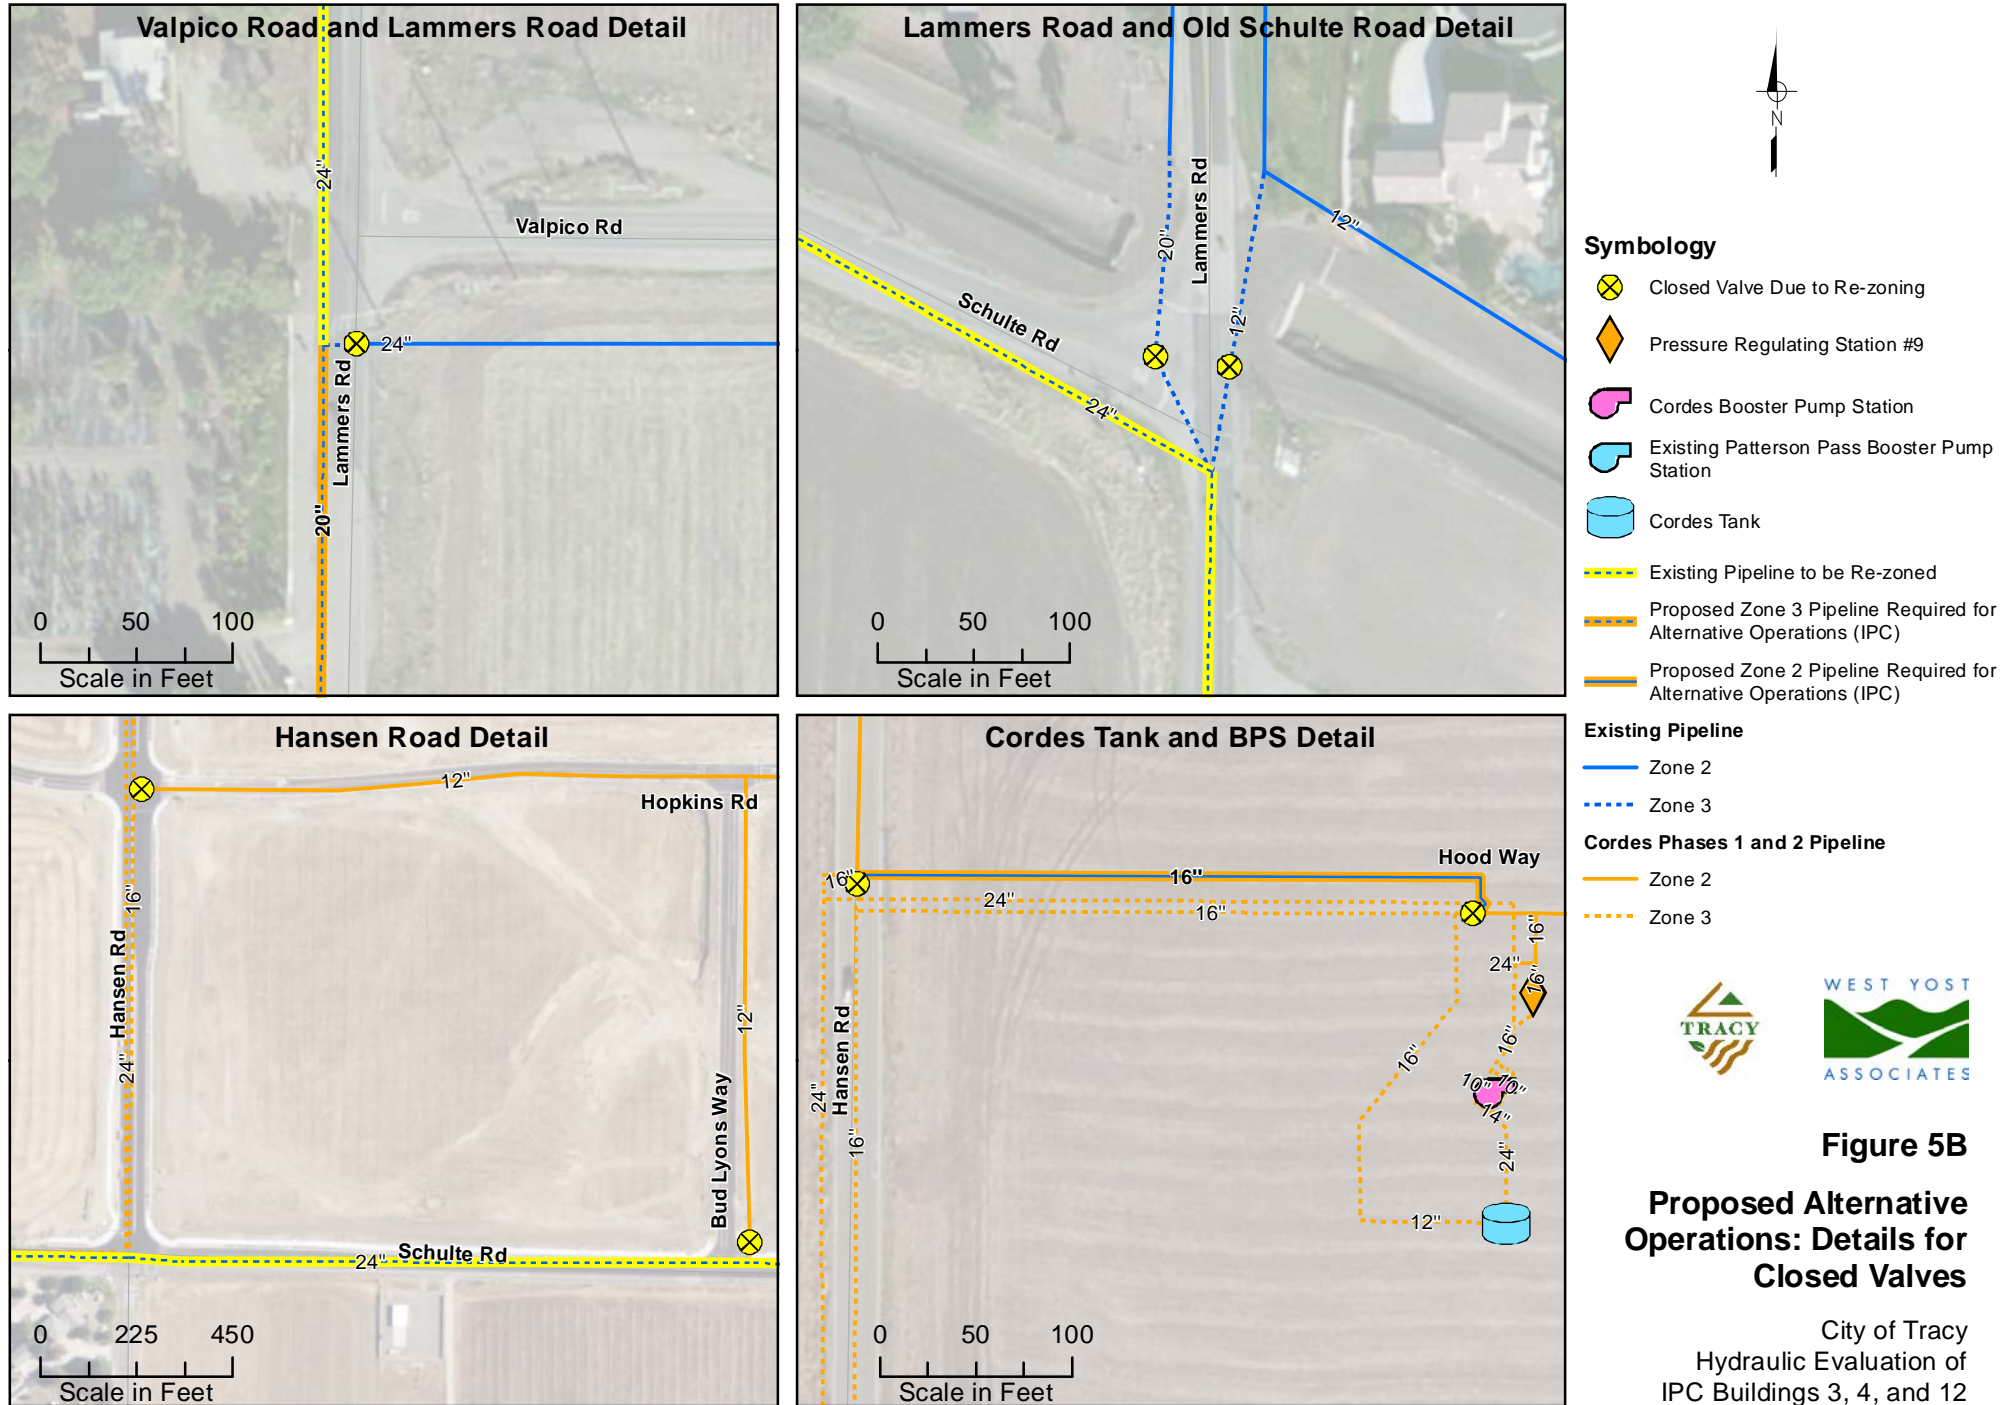 Valpico Road and Lammers Road Detail
24"
Valpico Rd
24"
Lammers Rd
20"
0 50 100
Scale in Feet
Lammers Road and Old Schulte Road Detail
Lammers Rd
20"
12"
12"
Schulte Rd
24"
0 50 100
Scale in Feet
Hansen Road Detail
12"
Hopkins Rd
16"
Hansen Rd
24"
12"
Bud Lyons Way
Schulte Rd
24"
0 225 450
Scale in Feet
Cordes Tank and BPS Detail
Hood Way
16"
16"
24"
16"
16"
24"
16"
Hansen Rd
24"
16"
16"
16"
10"
10"
14"
24"
12"
0 50 100
Scale in Feet
N
Symbology
Closed Valve Due to Re-zoning
Pressure Regulating Station #9
Cordes Booster Pump Station
Existing Patterson Pass Booster Pump
Station
Cordes Tank
Existing Pipeline to be Re-zoned
Proposed Zone 3 Pipeline Required for
Alternative Operations (IPC)
Proposed Zone 2 Pipeline Required for
Alternative Operations (IPC)
Existing Pipeline
Zone 2
Zone 3
Cordes Phases 1 and 2 Pipeline
Zone 2
Zone 3
TRACY
WEST YOST
ASSOCIATES
Figure 5B
Proposed Alternative
Operations: Details for
Closed Valves
City of Tracy
Hydraulic Evaluation of
IPC Buildings 3, 4, and 12